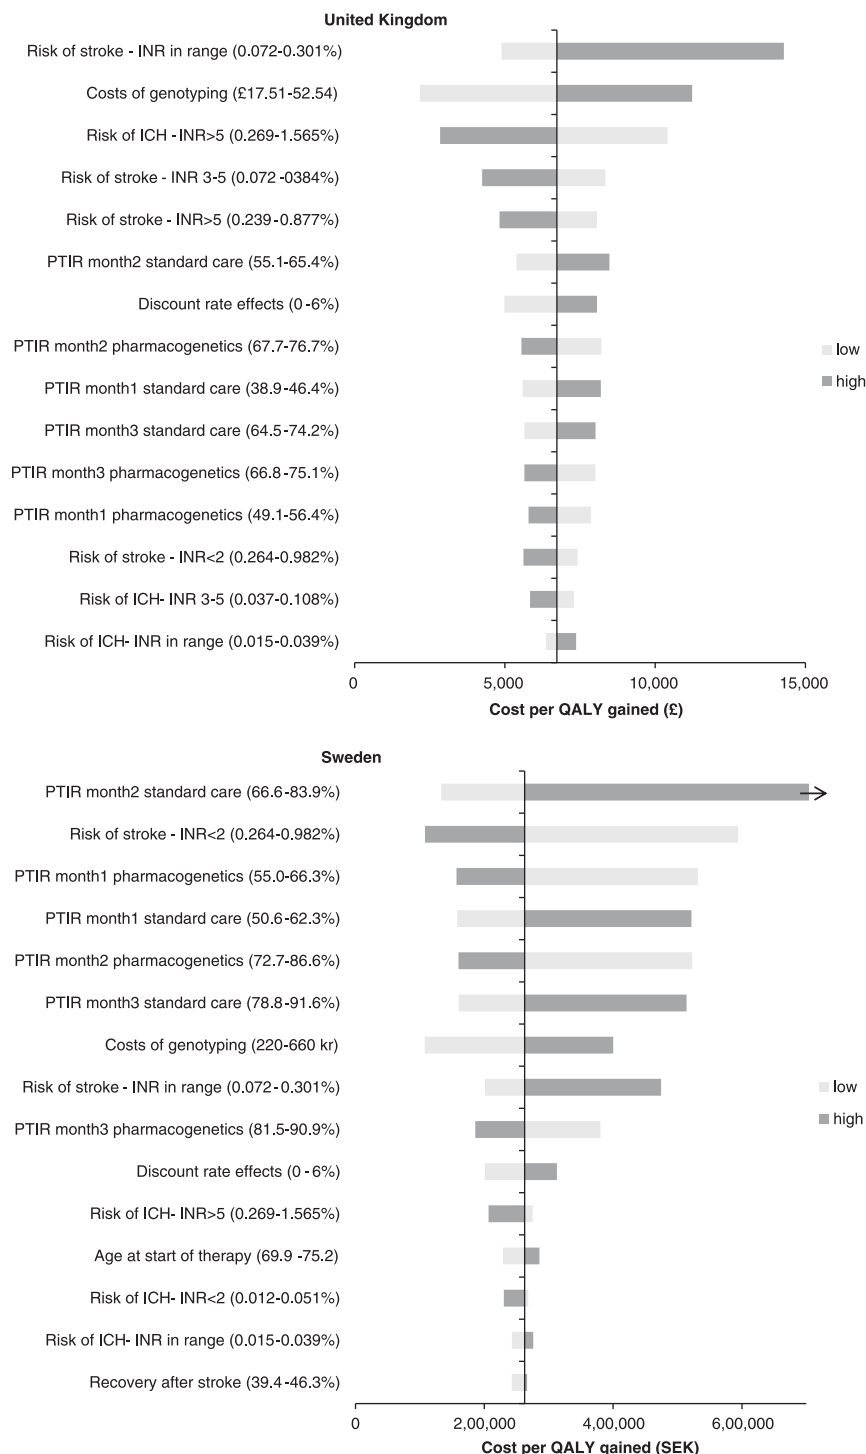 United Kingdom
Risk of stroke - INR in range (0.072-0.301%)
Costs of genotyping (£17.51-52.54)
Risk of ICH - INR>5 (0.269-1.565%)
Risk of stroke - INR 3-5 (0.072 -0384%)
Risk of stroke - INR>5 (0.239-0.877%)
PTIR month2 standard care (55.1-65.4%)
Discount rate effects (0-6%)
PTIR month2 pharmacogenetics (67.7-76.7%)
PTIR month1 standard care (38.9-46.4%)
PTIR month3 standard care (64.5-74.2%)
PTIR month3 pharmacogenetics (66.8-75.1%)
PTIR month1 pharmacogenetics (49.1-56.4%)
Risk of stroke - INR<2 (0.264-0.982%)
Risk of ICH- INR 3-5 (0.037-0.108%)
Risk of ICH- INR in range (0.015-0.039%)
low
high
0 5,000 10,000 15,000
Cost per QALY gained (£)
Sweden
PTIR month2 standard care (66.6-83.9%)
Risk of stroke - INR<2 (0.264-0.982%)
PTIR month1 pharmacogenetics (55.0-66.3%)
PTIR month1 standard care (50.6-62.3%)
PTIR month2 pharmacogenetics (72.7-86.6%)
PTIR month3 standard care (78.8-91.6%)
Costs of genotyping (220-660 kr)
Risk of stroke - INR in range (0.072-0.301%)
PTIR month3 pharmacogenetics (81.5-90.9%)
Discount rate effects (0-6%)
Risk of ICH- INR>5 (0.269-1.565%)
Age at start of therapy (69.9 -75.2)
Risk of ICH- INR<2 (0.012-0.051%)
Risk of ICH- INR in range (0.015-0.039%)
Recovery after stroke (39.4-46.3%)
low
high
0 2,00,000 4,00,000 6,00,000
Cost per QALY gained (SEK)